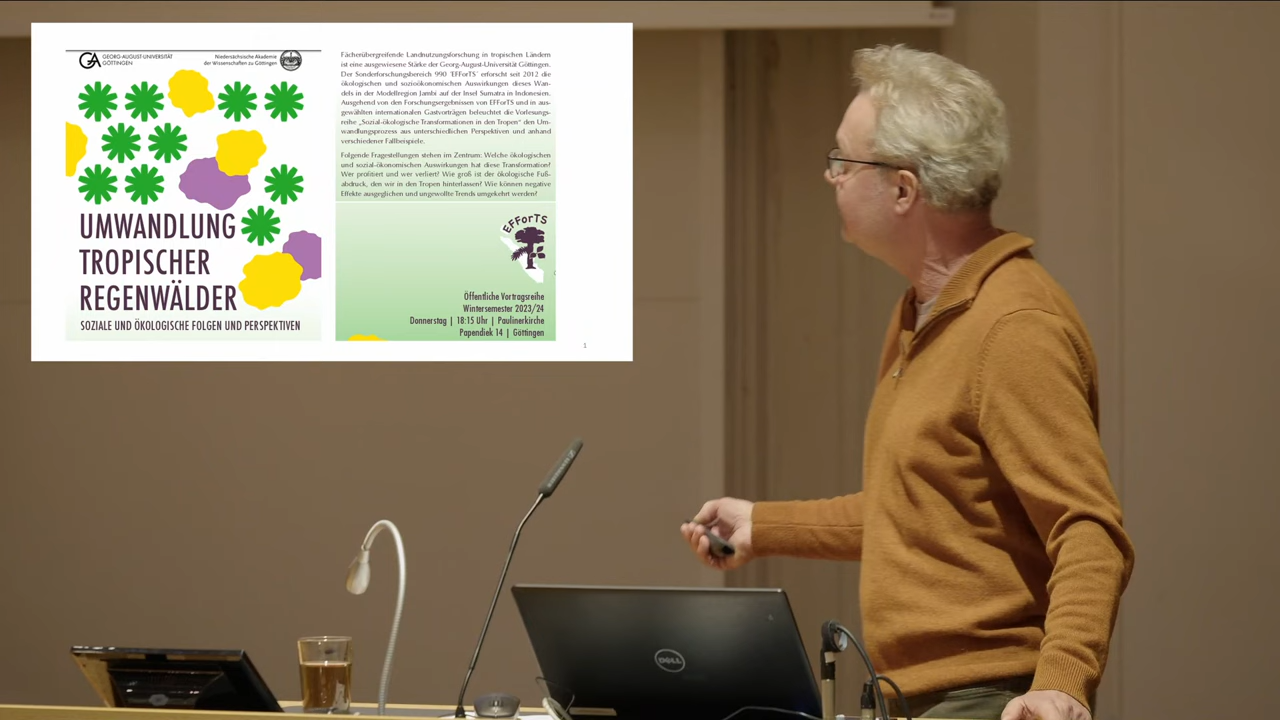 GEORG-AUGUST-UNIVERSITÄT
GÖTTINGEN
Niedersächsische Akademie
der Wissenschaften zu Göttingen
UMWANDLUNG
TROPISCHER
REGENWÄLDER
SOZIALE UND ÖKOLOGISCHE FOLGEN UND PERSPEKTIVEN
Fächerübergreifende Landnutzungsforschung in tropischen Ländern
ist eine ausgewiesene Stärke der Georg-August-Universität Göttingen.
Der Sonderforschungsbereich 990 'EFForTS' erforscht seit 2012 die
ökologischen und sozioökonomischen Auswirkungen dieses Wan-
dels in der Modellregion Jambi auf der Insel Sumatra in Indonesien.
Ausgehend von den Forschungsergebnissen von EFForTS und in aus-
gewählten internationalen Gastvorträgen beleuchtet die Vorlesungs-
reihe „Sozial-ökologische Transformationen in den Tropen“ den Um-
wandlungsprozess aus unterschiedlichen Perspektiven und anhand
verschiedener Fallbeispiele.
Folgende Fragestellungen stehen im Zentrum: Welche ökologischen
und sozial-ökonomischen Auswirkungen hat diese Transformation?
Wer profitiert und wer verliert? Wie groß ist der ökologische Fuß-
abdruck, den wir in den Tropen hinterlassen? Wie können negative
Effekte ausgeglichen und ungewollte Trends umgekehrt werden?
EFForTS
Öffentliche Vortragsreihe
Wintersemester 2023/24
Donnerstag | 18:15 Uhr | Paulinerkirche
Papendiek 14 | Göttingen
1
DELL